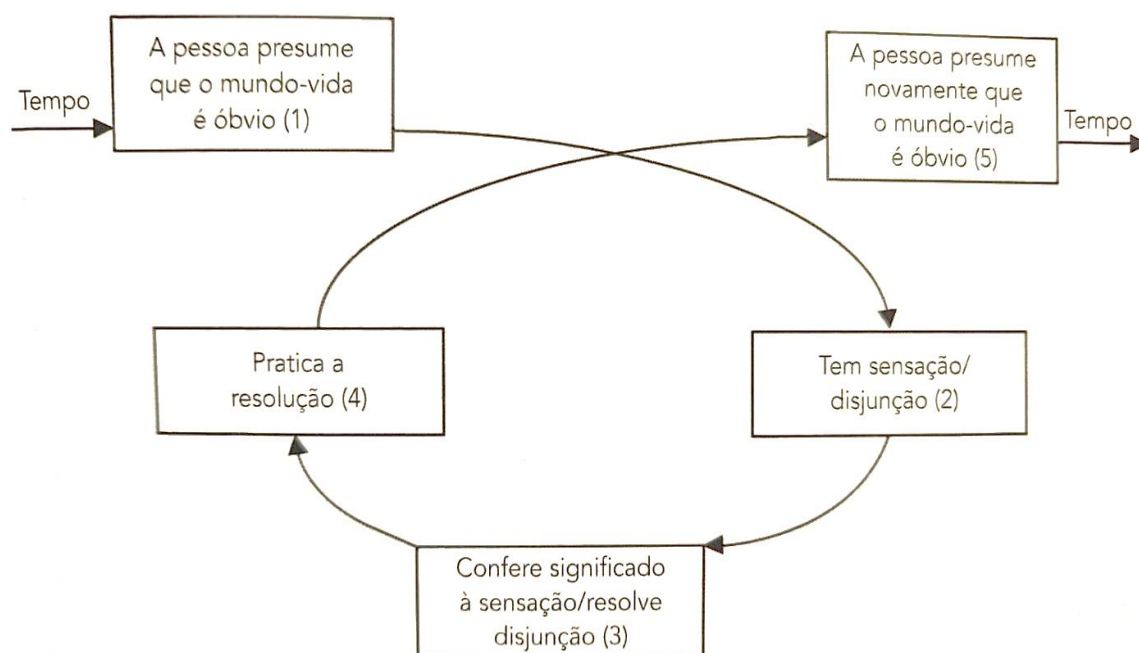 Tempo
A pessoa presume
que o mundo-vida
é óbvio (1)
A pessoa presume
novamente que
o mundo-vida
é óbvio (5)
Tempo
Pratica a
resolução (4)
Tem sensação/
disjunção (2)
Confere significado
à sensação/resolve
disjunção (3)